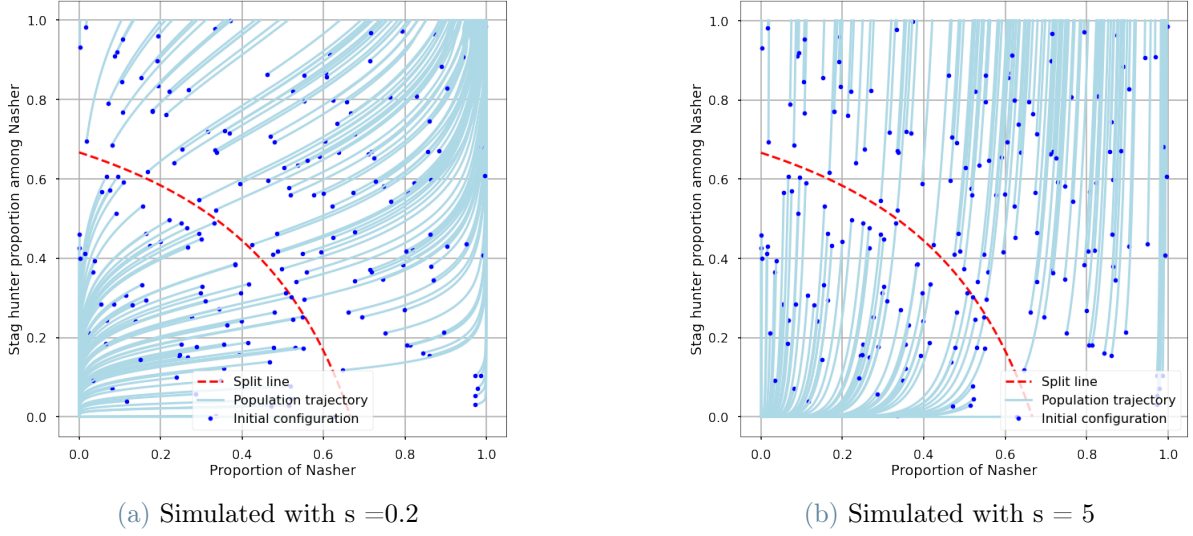 1.0
0.8
0.6
0.4
0.2
0.0
Stag hunter proportion among Nasher
0.0 0.2 0.4 0.6 0.8 1.0
Proportion of Nasher
Split line
Population trajectory
Initial configuration
(a) Simulated with s =0.2
1.0
0.8
0.6
0.4
0.2
0.0
Stag hunter proportion among Nasher
0.0 0.2 0.4 0.6 0.8 1.0
Proportion of Nasher
Split line
Population trajectory
Initial configuration
(b) Simulated with s = 5